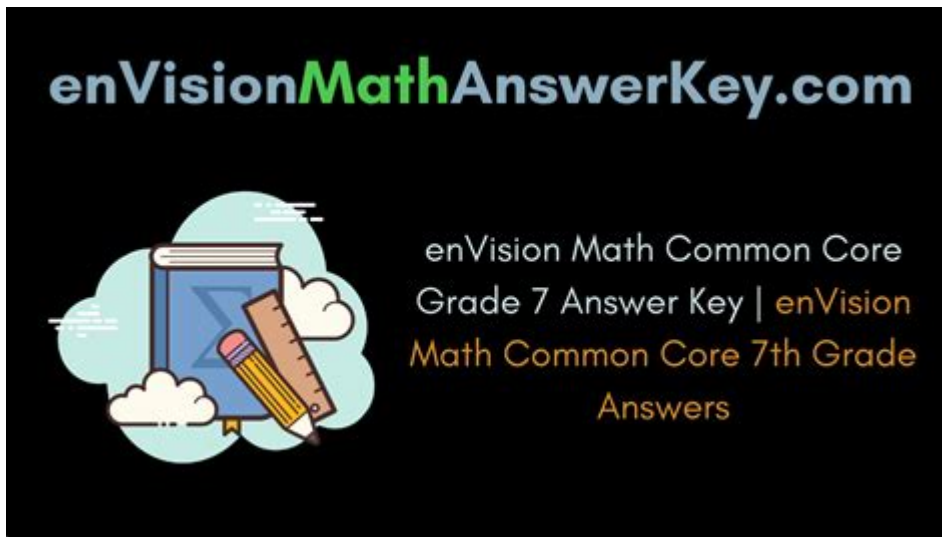 enVisionMathAnswerKey.com
enVision Math Common Core
Grade 7 Answer Key | enVision
Math Common Core 7th Grade
Answers